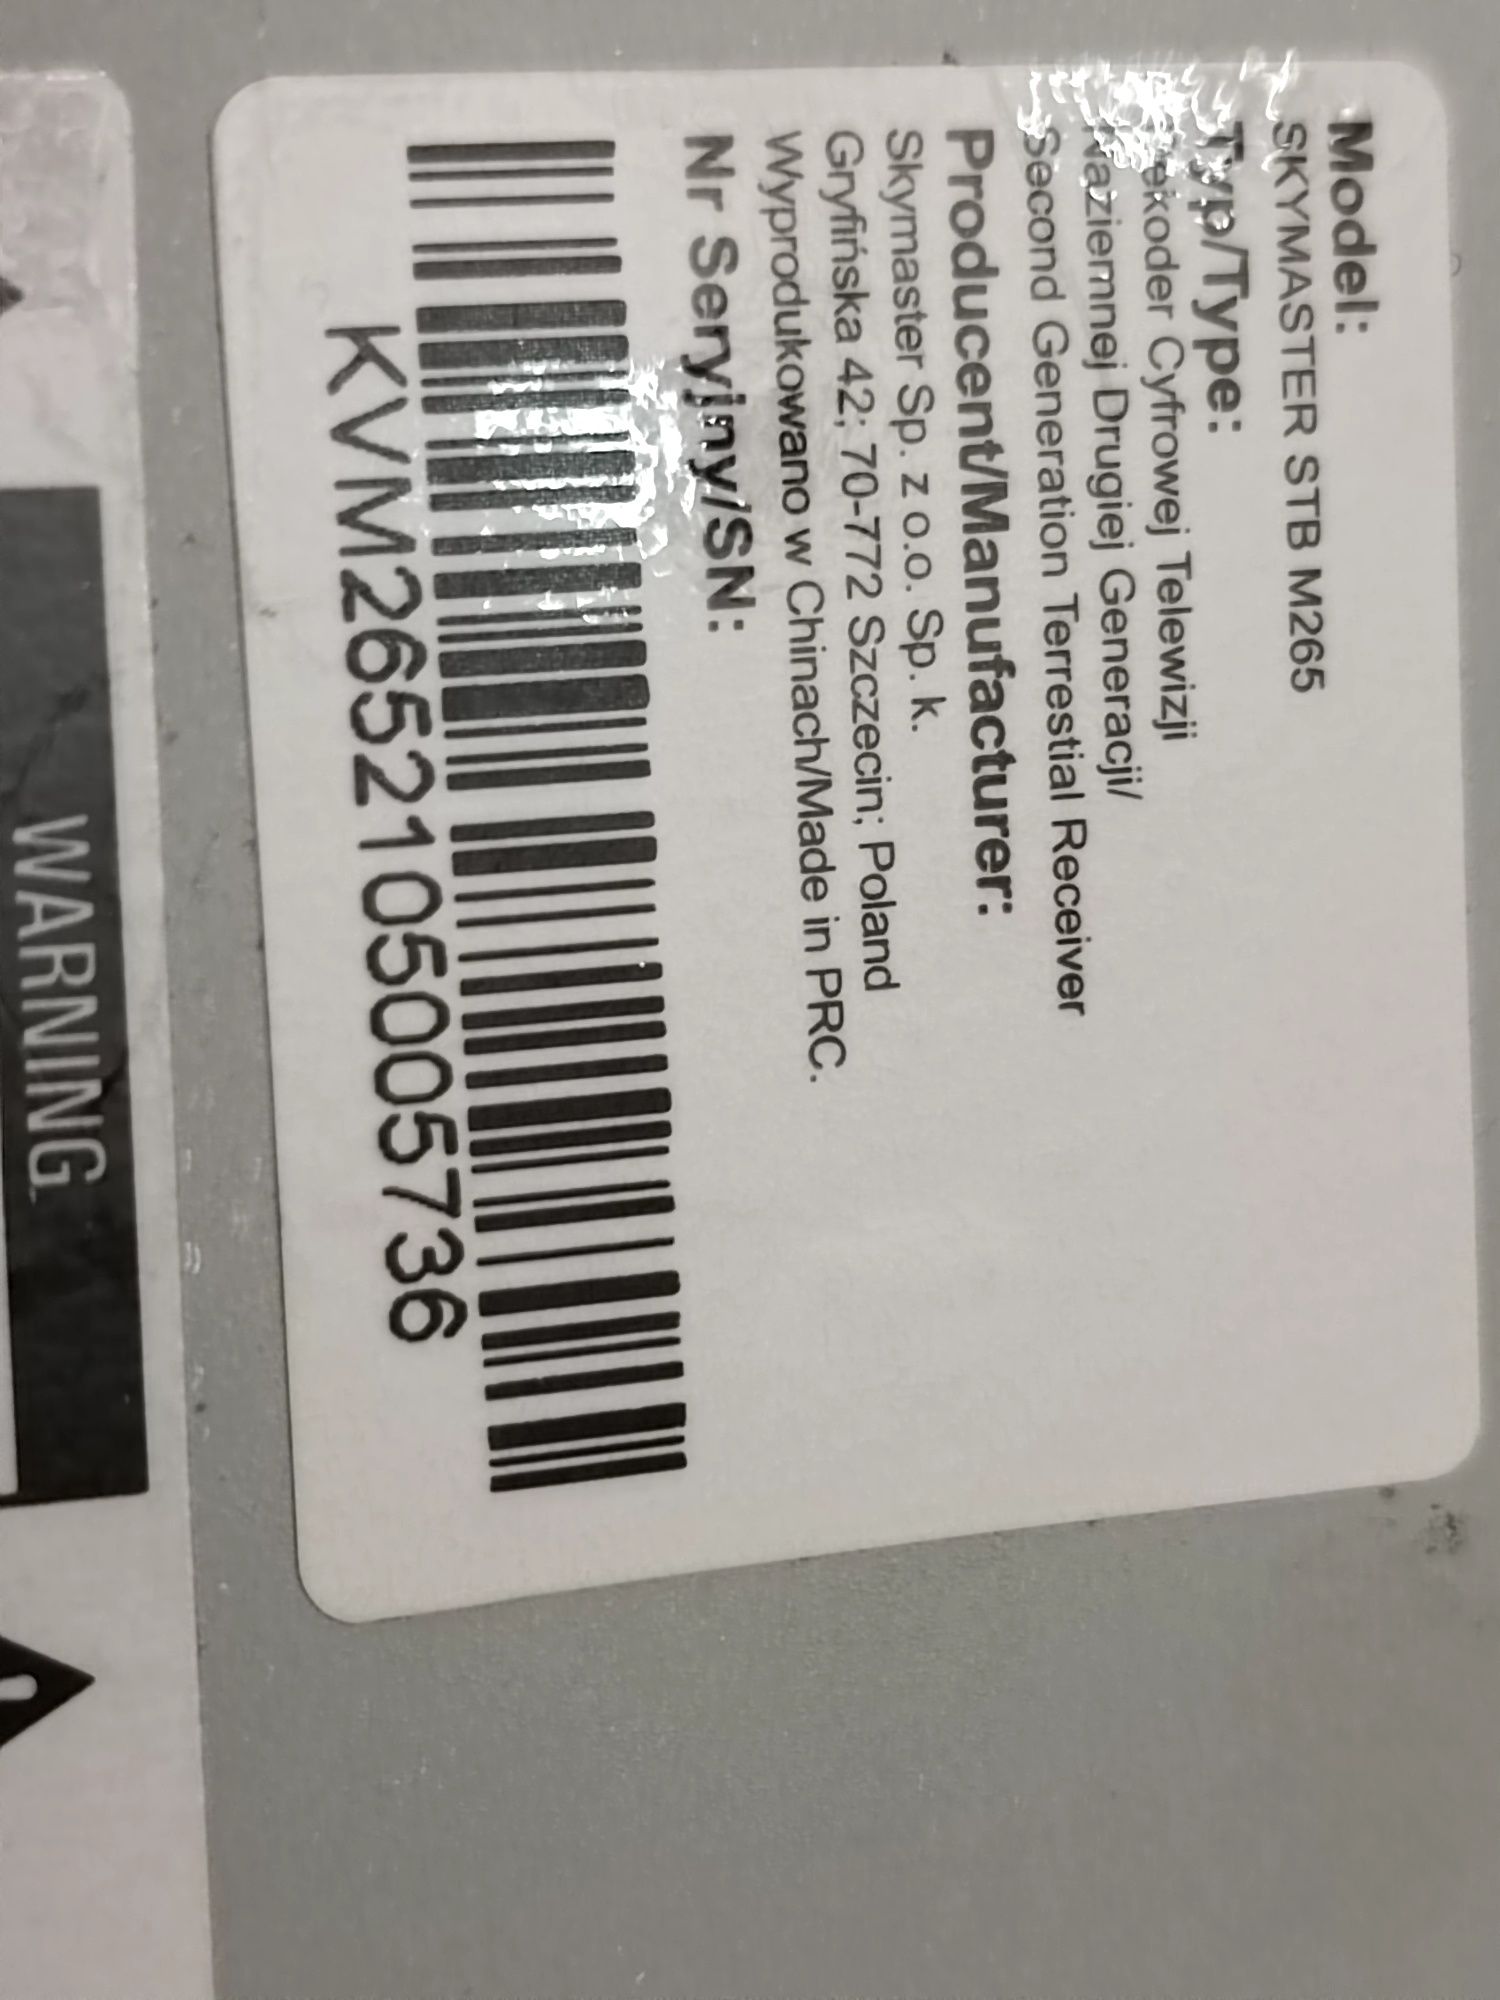 Model:
SKYMASTER STB M265
Typ/Type:
Dekoder Cyfrowej Telewizji
Naziemnej Drugiej Generacji/
Second Generation Terrestial Receiver
Producent/Manufacturer:
Skymaster Sp. z o.o. Sp. k.
Gryfińska 42; 70-772 Szczecin; Poland
Wyprodukowano w Chinach/Made in PRC.
Nr Seryjny/SN:
KVM26521050005736
WARNING